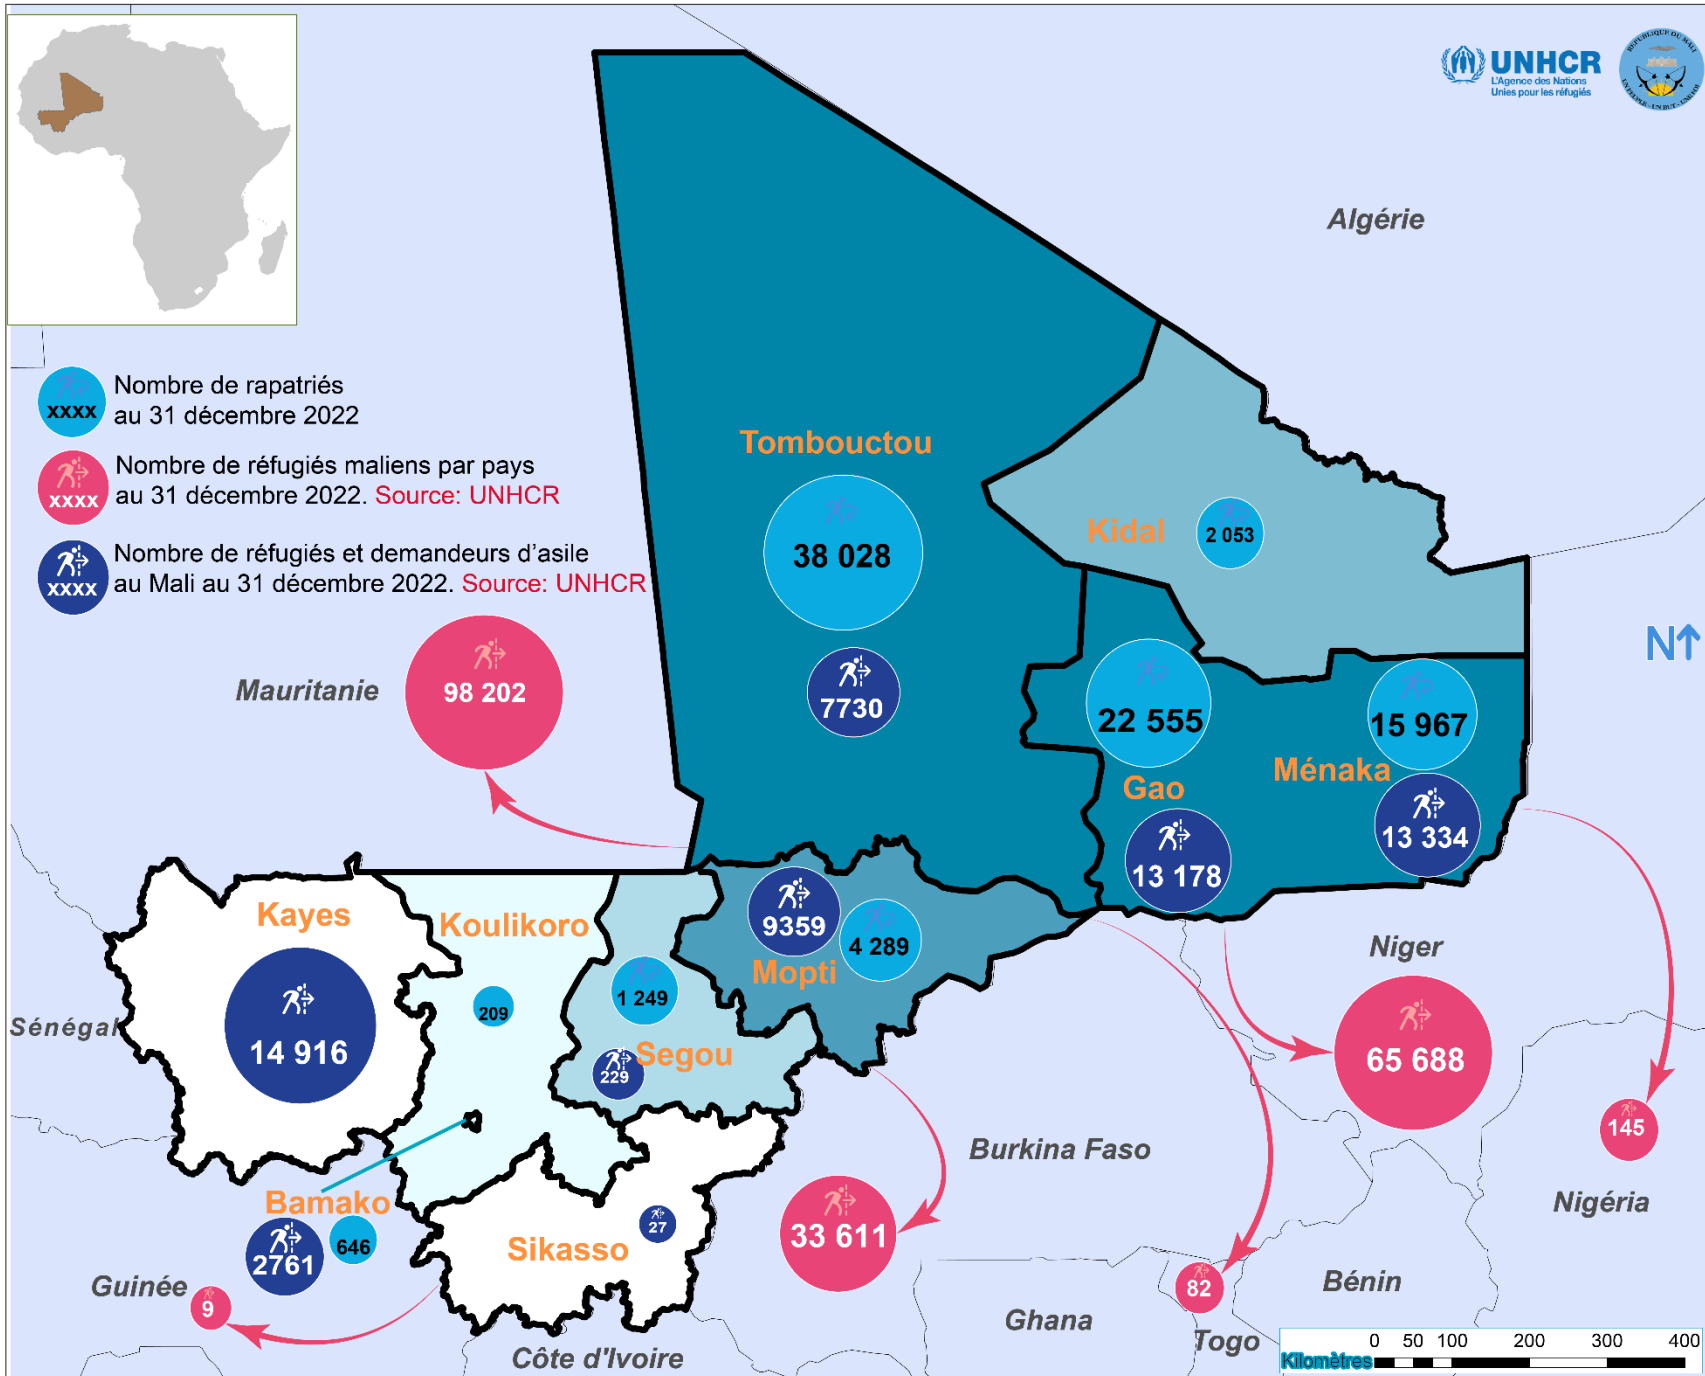 UNHCR
L'Agence des Nations
Unies pour les réfugiés
REPUBLIQUE DU MALI
Algérie
XXXX
Nombre de rapatriés
au 31 décembre 2022
XXXX
Nombre de réfugiés maliens par pays
au 31 décembre 2022. Source: UNHCR
XXXX
Nombre de réfugiés et demandeurs d'asile
au Mali au 31 décembre 2022. Source: UNHCR
Tombouctou
38 028
7730
Kidal
2 053
N
Mauritanie
98 202
22 555
Gao
13 178
15 967
Ménaka
13 334
Kayes
14 916
Koulikoro
209
1 249
Segou
229
9359
4 289
Mopti
Niger
65 688
Sénégal
145
Nigéria
Burkina Faso
33 611
Bamako
2761
646
Sikasso
27
Guinée
9
82
Bénin
Ghana
Togo
Côte d'Ivoire
0 50 100 200 300 400
Kilomètres